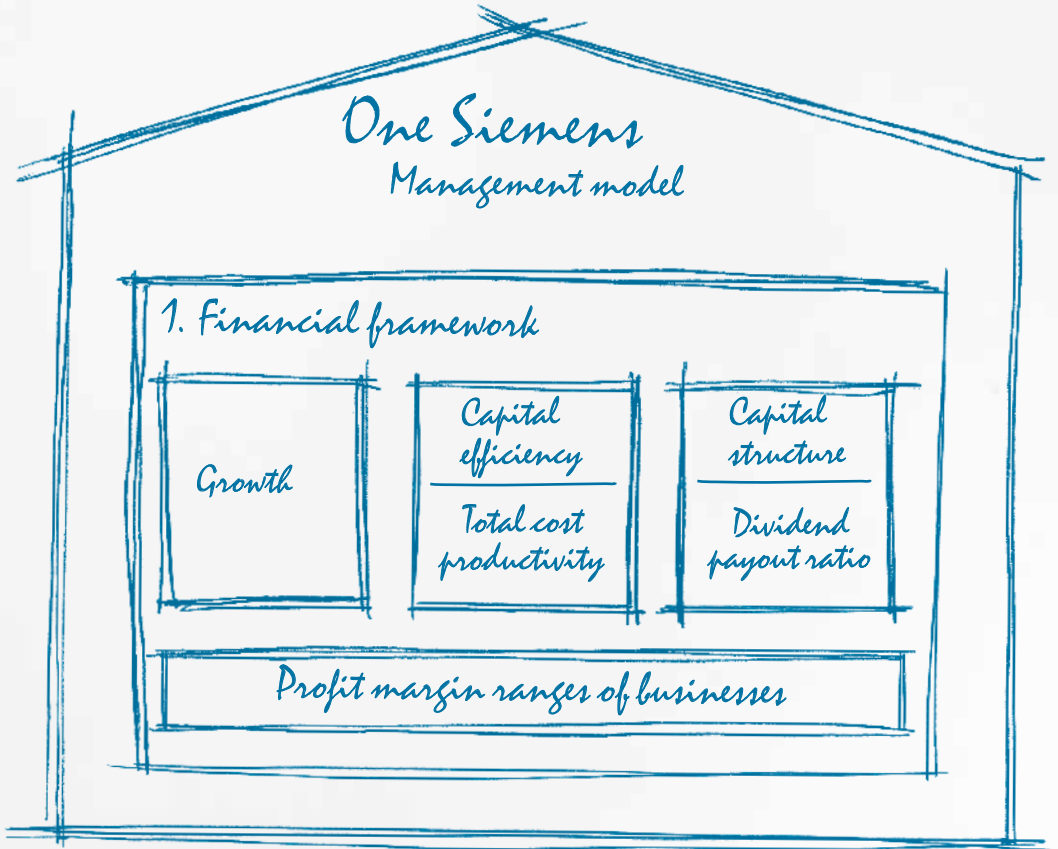 One Siemens
Management model
1. Financial framework
Growth
Capital
efficiency
Total cost
productivity
Capital
structure
Dividend
payout ratio
Profit margin ranges of businesses